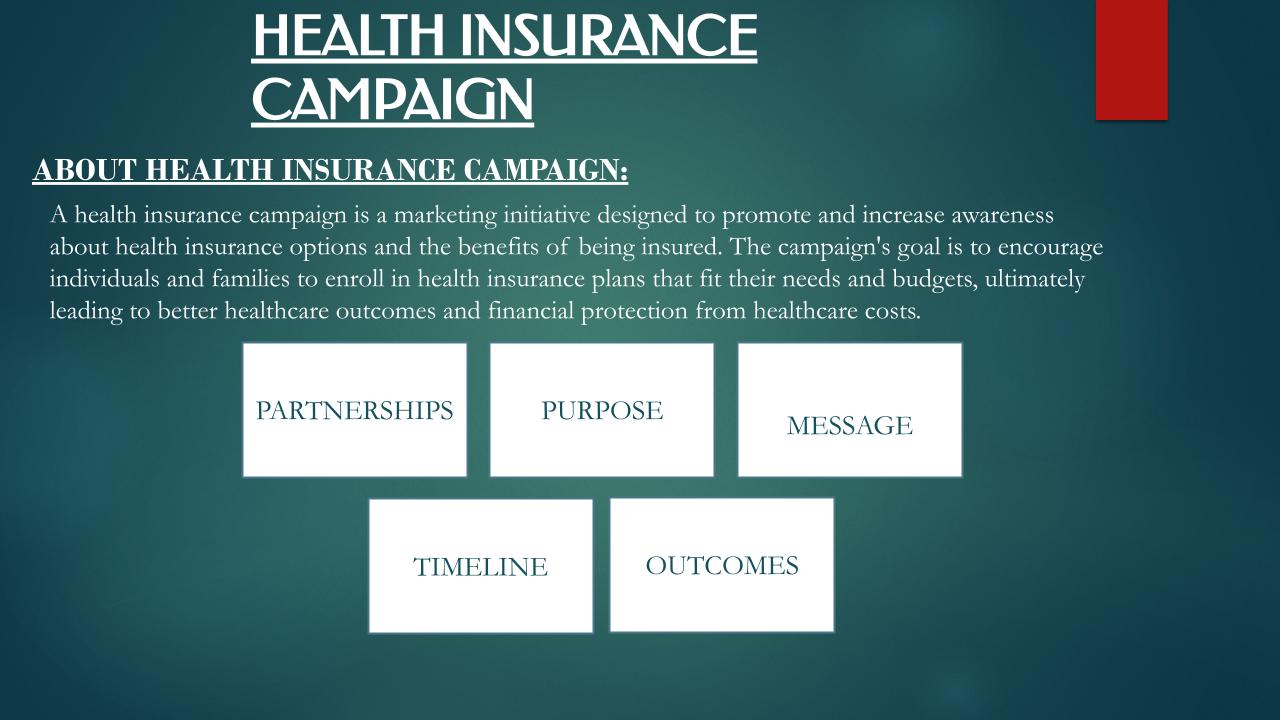 HEALTH INSURANCE
CAMPAIGN
ABOUT HEALTH INSURANCE CAMPAIGN:
A health insurance campaign is a marketing initiative designed to promote and increase awareness
about health insurance options and the benefits of being insured. The campaign's goal is to encourage
individuals and families to enroll in health insurance plans that fit their needs and budgets, ultimately
leading to better healthcare outcomes and financial protection from healthcare costs.
PARTNERSHIPS
PURPOSE
MESSAGE
TIMELINE
OUTCOMES